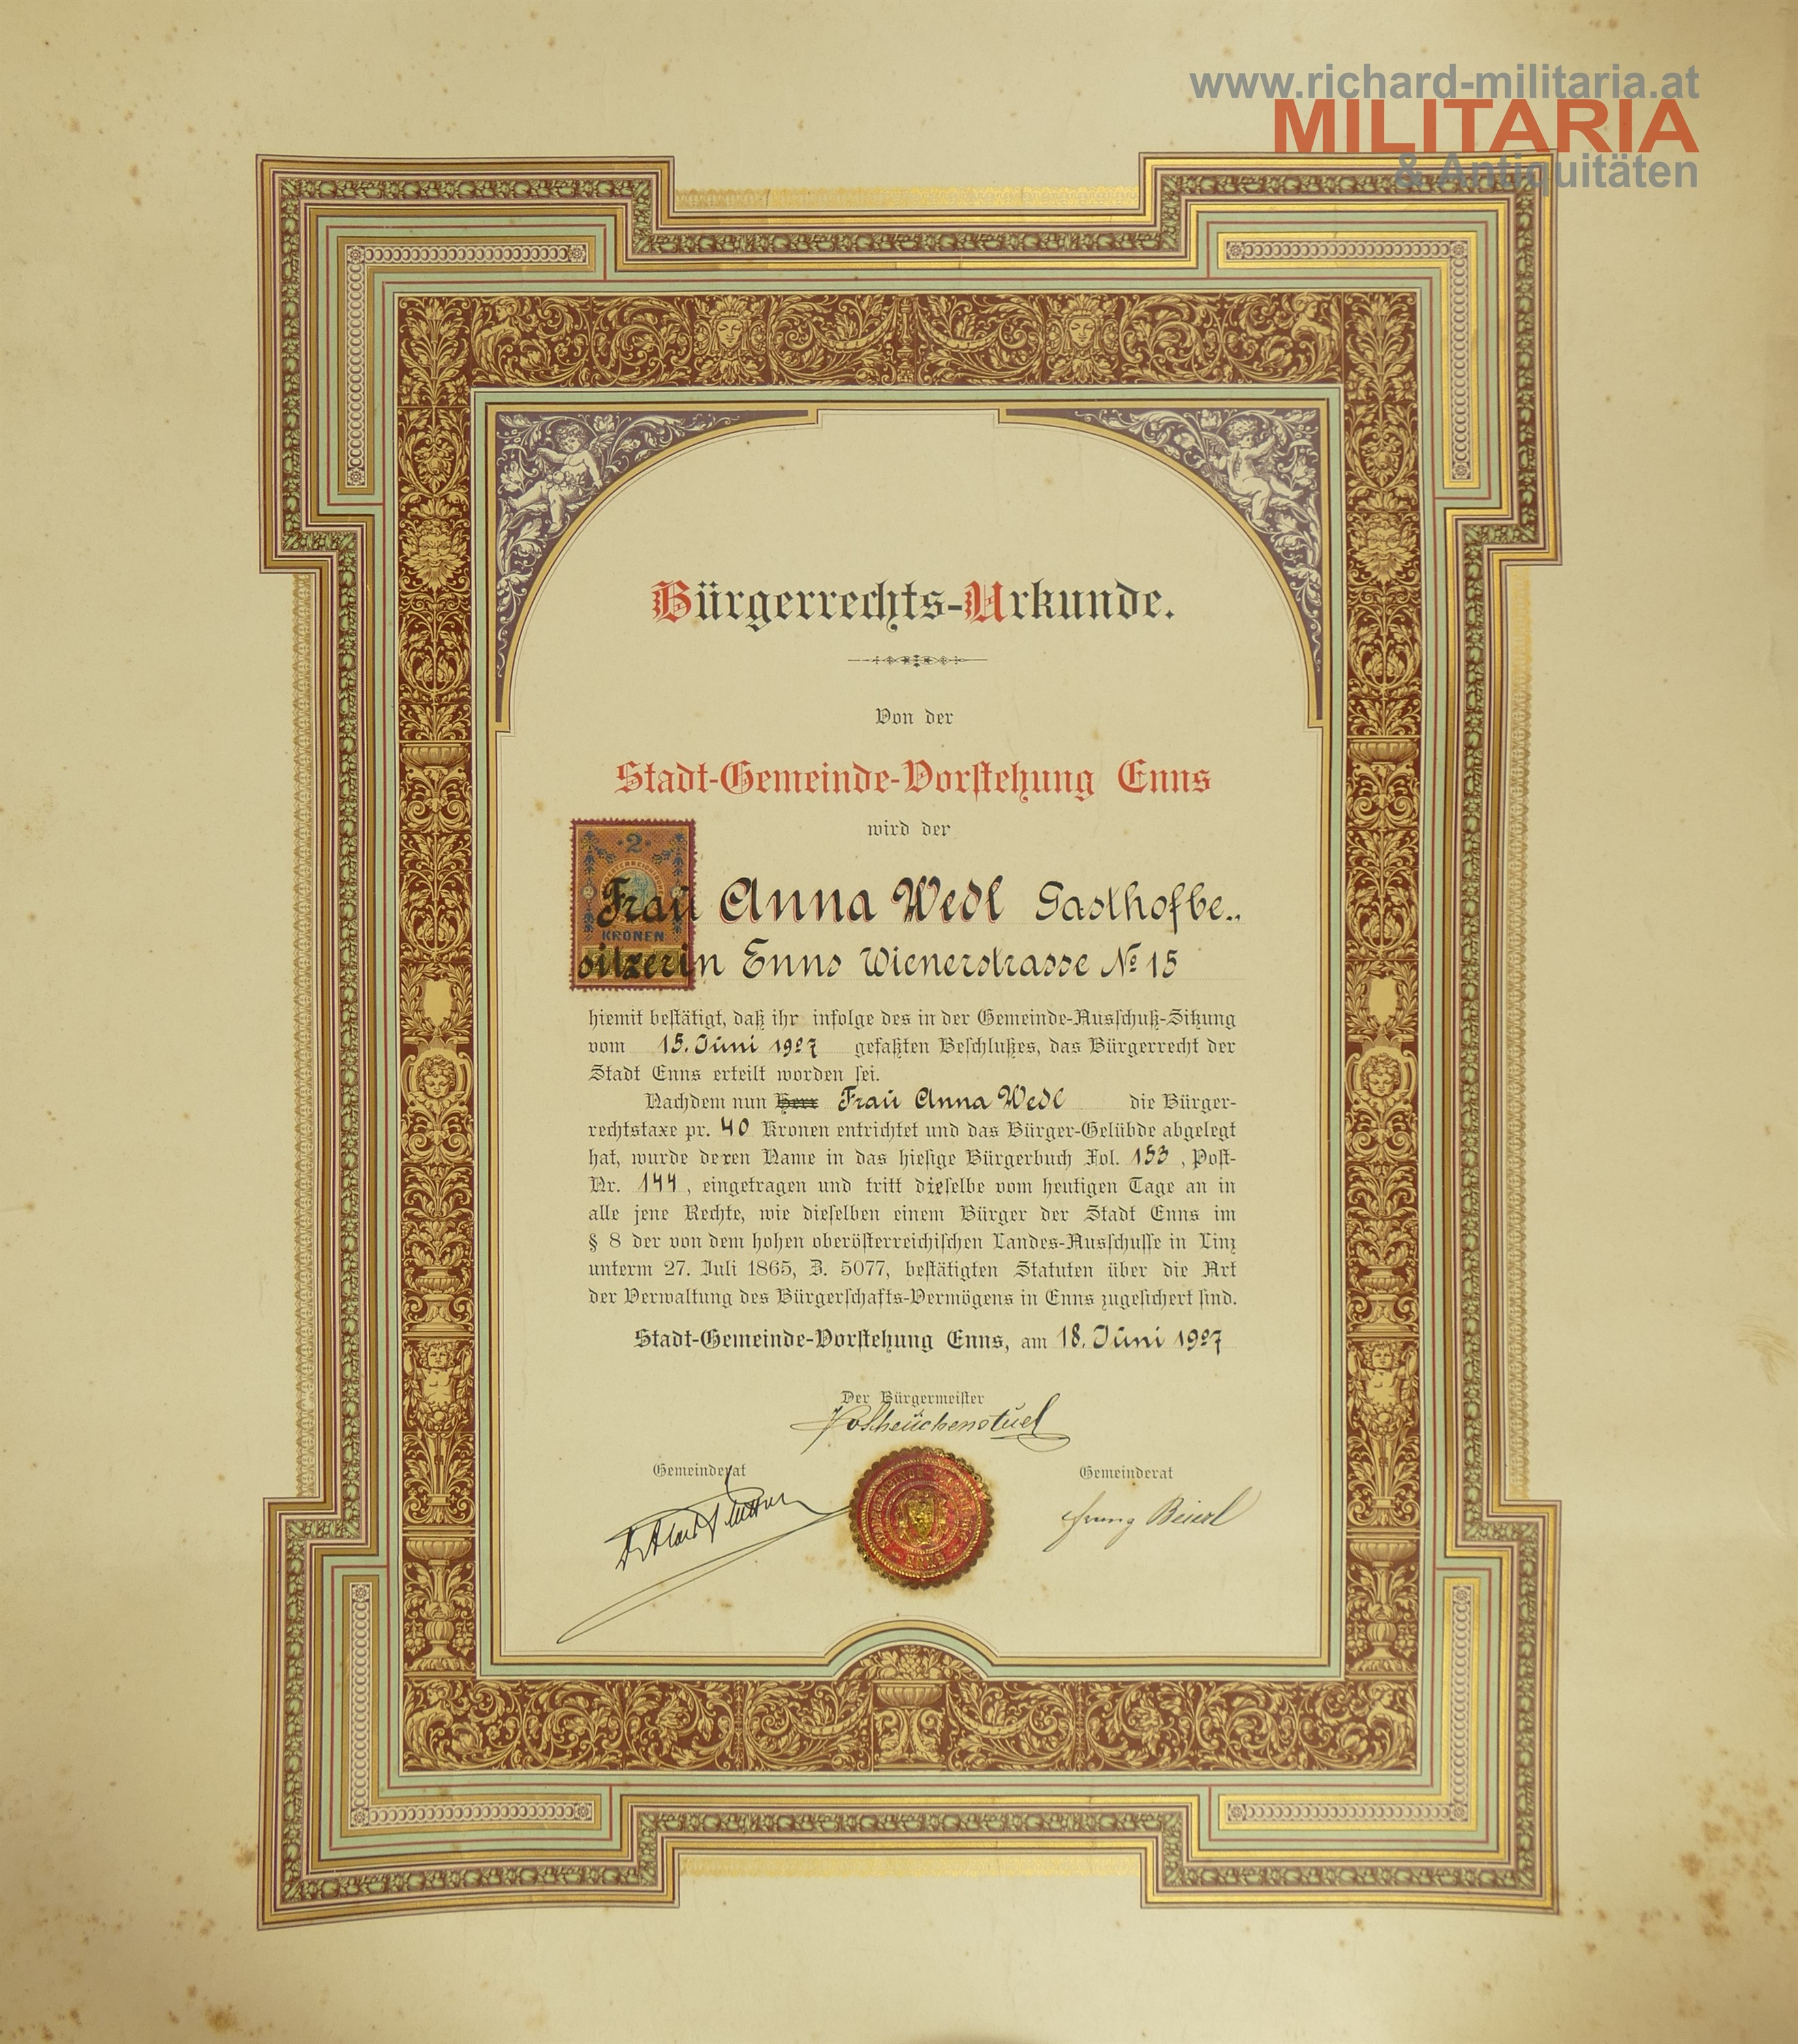 www.richard-militaria.at
MILITARIA
& Antiquitäten
Bürgerrechts-Urkunde.
Von der
Stadt-Gemeinde-Vorstehung Enns
wird der
2
KRONEN
Frau Anna Wedl Gasthofbe„
sitzerin Enns Wienerstrasse № 15
hiemit bestätigt, daß ihr infolge des in der Gemeinde-Ausschuß-Sitzung
vom 15. Juni 1907 gefaßten Beschlußes, das Bürgerrecht der
Stadt Enns erteilt worden sei.
Nachdem nun Herr Frau Anna Wedl die Bürger-
rechtstaxe pr. 40 Kronen entrichtet und das Bürger-Gelübde abgelegt
hat, wurde deren Name in das hiesige Bürgerbuch Fol. 153, Post-
Nr. 144, eingetragen und tritt dieselbe vom heutigen Tage an in
alle jene Rechte, wie dieselben einem Bürger der Stadt Enns im
§ 8 der von dem hohen oberösterreichischen Landes-Ausschusse in Linz
unterm 27. Juli 1865, Z. 5077, bestätigten Statuten über die Art
der Verwaltung des Bürgerschafts-Vermögens in Enns zugesichert sind.
Stadt-Gemeinde-Vorstehung Enns, am 18. Juni 1907
Der Bürgermeister
Gemeinderat
Gemeinderat
ENNS